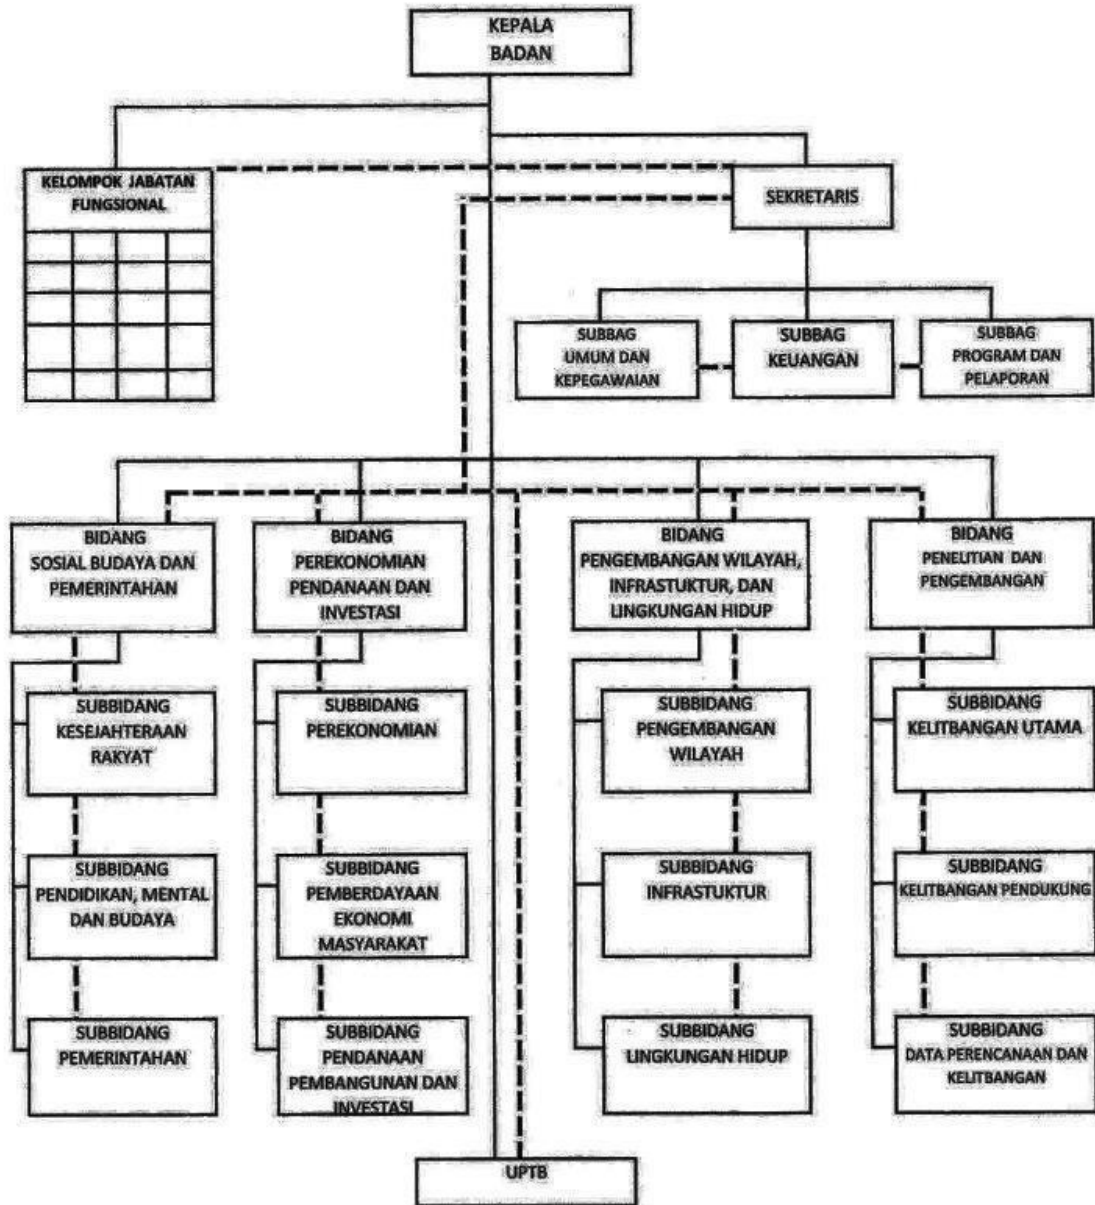 KEPALA
BADAN
KELOMPOK JABATAN
FUNGSIONAL
SEKRETARIS
SUBBAG
UMUM DAN
KEPEGAWAIAN
SUBBAG
KEUANGAN
SUBBAG
PROGRAM DAN
PELAPORAN
BIDANG
SOSIAL BUDAYA DAN
PEMERINTAHAN
BIDANG
PEREKONOMIAN
PENDANAAN DAN
INVESTASI
BIDANG
PENGEMBANGAN WILAYAH,
INFRASTUKTUR, DAN
LINGKUNGAN HIDUP
BIDANG
PENELITIAN DAN
PENGEMBANGAN
SUBBIDANG
KESEJAHTERAAN
RAKYAT
SUBBIDANG
PEREKONOMIAN
SUBBIDANG
PENGEMBANGAN
WILAYAH
SUBBIDANG
KELITBANGAN UTAMA
SUBBIDANG
PENDIDIKAN, MENTAL
DAN BUDAYA
SUBBIDANG
PEMBERDAYAAN
EKONOMI
MASYARAKAT
SUBBIDANG
INFRASTUKTUR
SUBBIDANG
KELITBANGAN PENDUKUNG
SUBBIDANG
PEMERINTAHAN
SUBBIDANG
PENDANAAN
PEMBANGUNAN DAN
INVESTASI
SUBBIDANG
LINGKUNGAN HIDUP
SUBBIDANG
DATA PERENCANAAN DAN
KELITBANGAN
UPTB